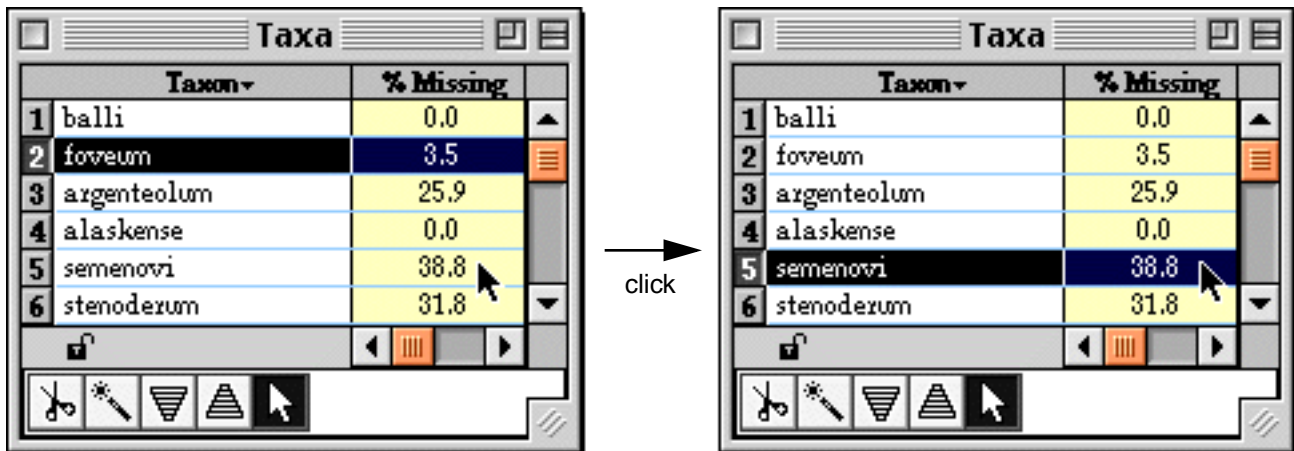 Taxa
Taxon % Missing
1 balli 0.0
2 foveum 3.5
3 argenteolum 25.9
4 alaskense 0.0
5 semenovi 38.8
6 stenoderum 31.8
click
Taxa
Taxon % Missing
1 balli 0.0
2 foveum 3.5
3 argenteolum 25.9
4 alaskense 0.0
5 semenovi 38.8
6 stenoderum 31.8